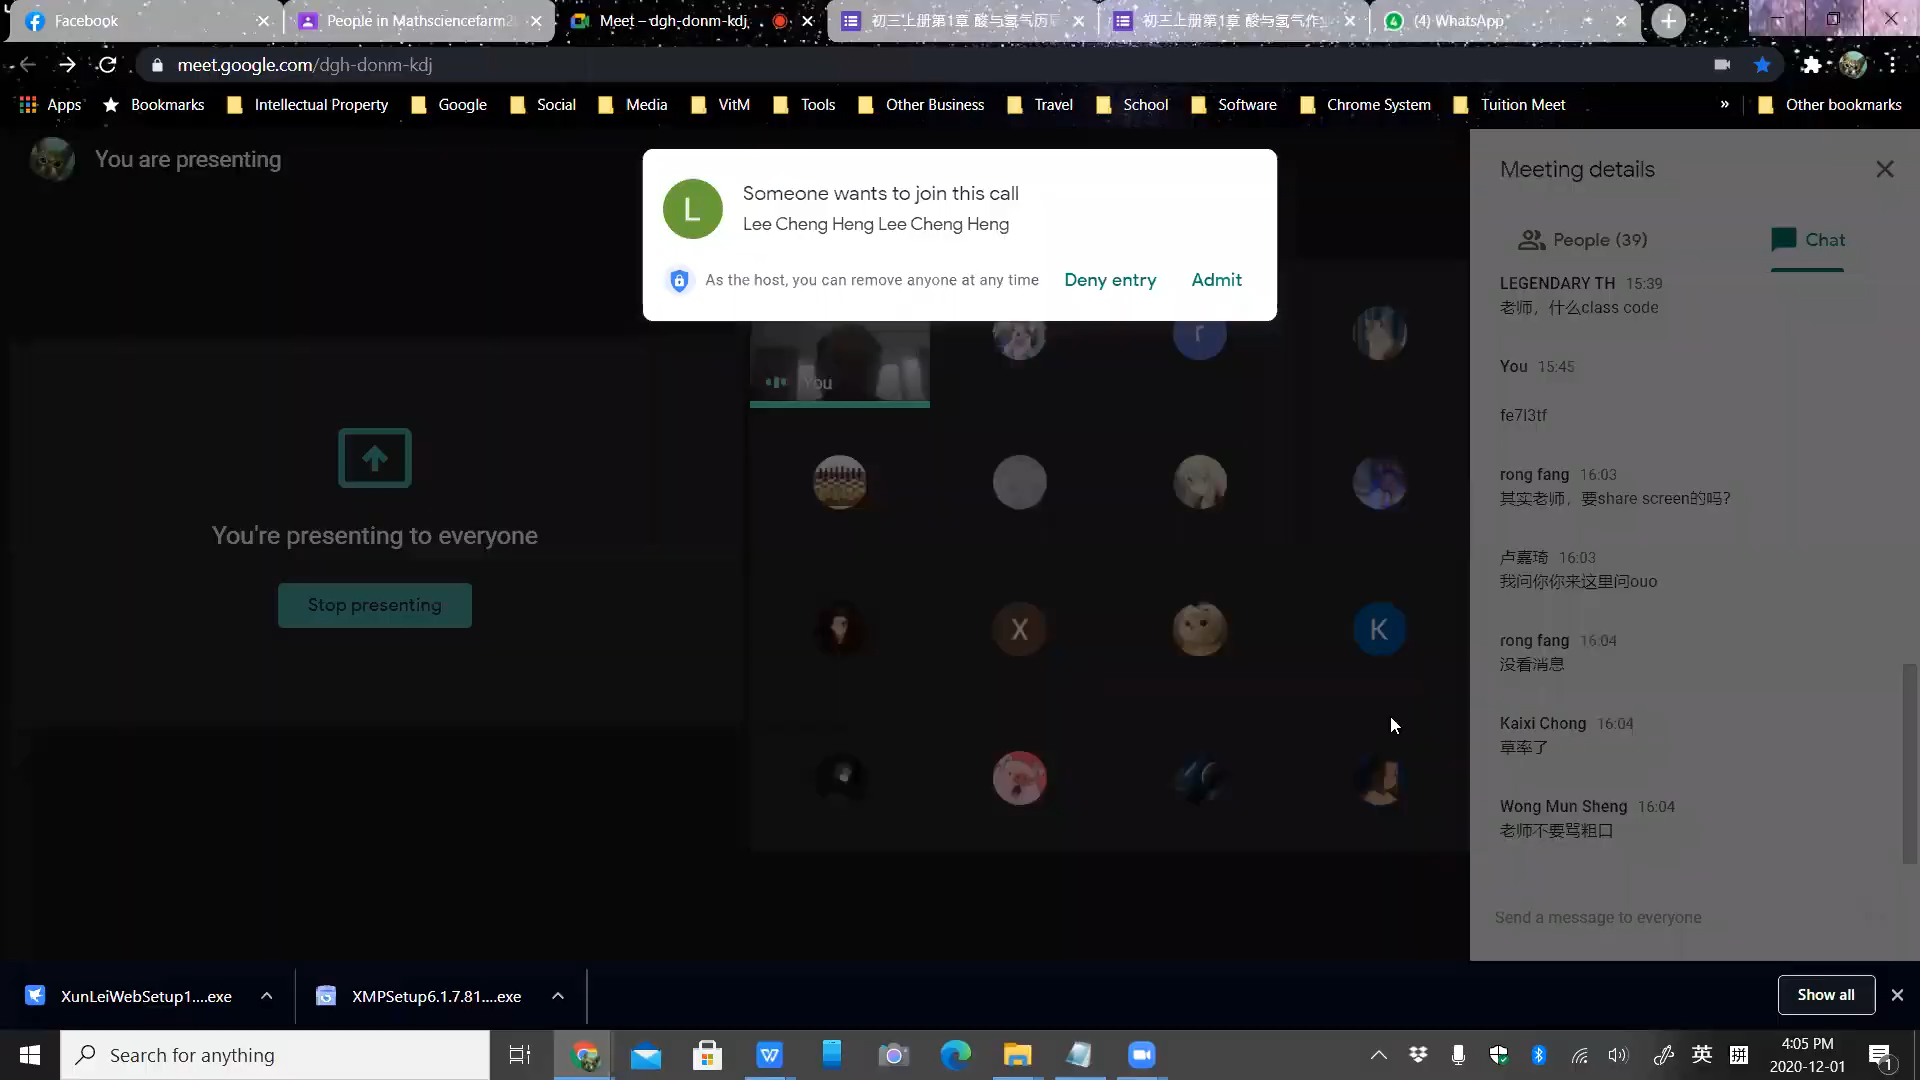 Facebook
People in Mathsciencefarm2
Meet – dgh-donm-kdj
初三上册第1章 酸与氢气历届
初三上册第1章 酸与氢气作业
(4) WhatsApp
meet.google.com/dgh-donm-kdj
Apps
Bookmarks
Intellectual Property
Google
Social
Media
VitM
Tools
Other Business
Travel
School
Software
Chrome System
Tuition Meet
»
Other bookmarks
You are presenting
L
Someone wants to join this call
Lee Cheng Heng Lee Cheng Heng
As the host, you can remove anyone at any time
Deny entry
Admit
You
r
X
K
You're presenting to everyone
Stop presenting
Meeting details
People (39)
Chat
LEGENDARY TH 15:39
老师，什么class code
You 15:45
fe7l3tf
rong fang 16:03
其实老师，要share screen的吗?
卢嘉琦 16:03
我问你你来这里问ouo
rong fang 16:04
没看消息
Kaixi Chong 16:04
草率了
Wong Mun Sheng 16:04
老师不要骂粗口
Send a message to everyone
XunLeiWebSetup1....exe
XMPSetup6.1.7.81....exe
Show all
Search for anything
英
拼
4:05 PM
2020-12-01
1